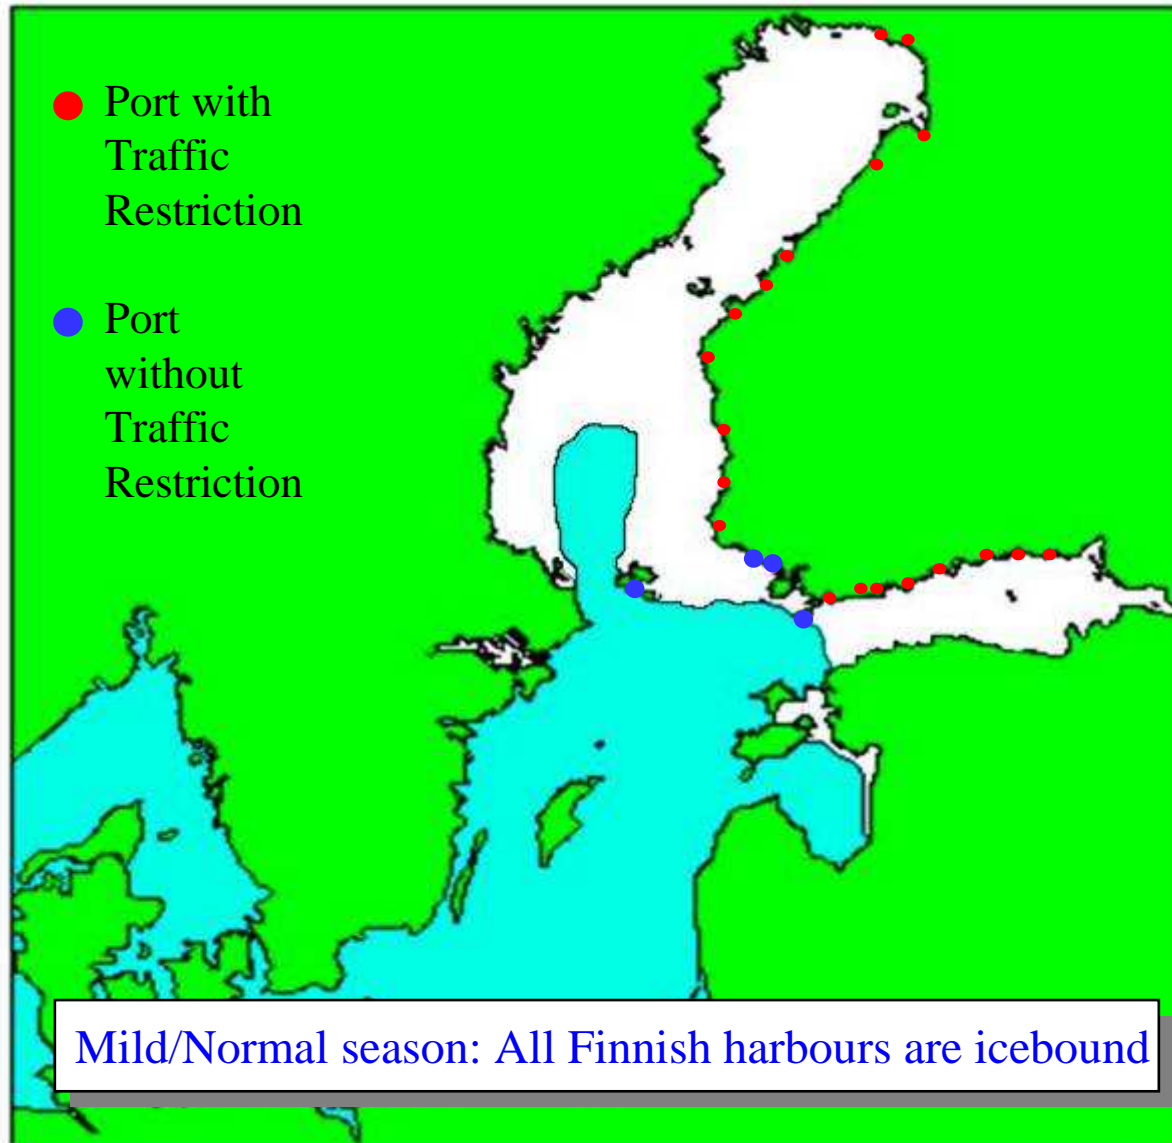 Port with
Traffic
Restriction
Port
without
Traffic
Restriction
Mild/Normal season: All Finnish harbours are icebound